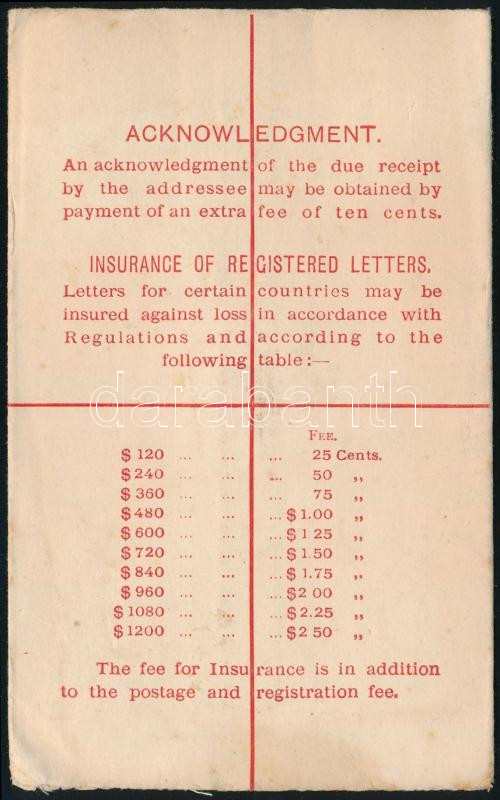 ACKNOWLEDGMENT.
An acknowledgment of the due receipt
by the addressee may be obtained by
payment of an extra fee of ten cents.
INSURANCE OF REGISTERED LETTERS.
Letters for certain countries may be
insured against loss in accordance with
Regulations and according to the
following table :—
darabanth
FEE.
$ 120 ... ... ... 25 Cents.
$ 240 ... ... ... 50 ,,
$ 360 ... ... ... 75 ,,
$ 480 ... ... ... $ 1.00 ,,
$ 600 ... ... ... $ 1 25 ,,
$ 720 ... ... ... $ 1.50 ,,
$ 840 ... ... ... $ 1.75 ,,
$ 960 ... ... ... $ 2 00 ,,
$ 1080 ... ... ... $ 2.25 ,,
$ 1200 ... ... ... $ 2 50 ,,
The fee for Insurance is in addition
to the postage and registration fee.